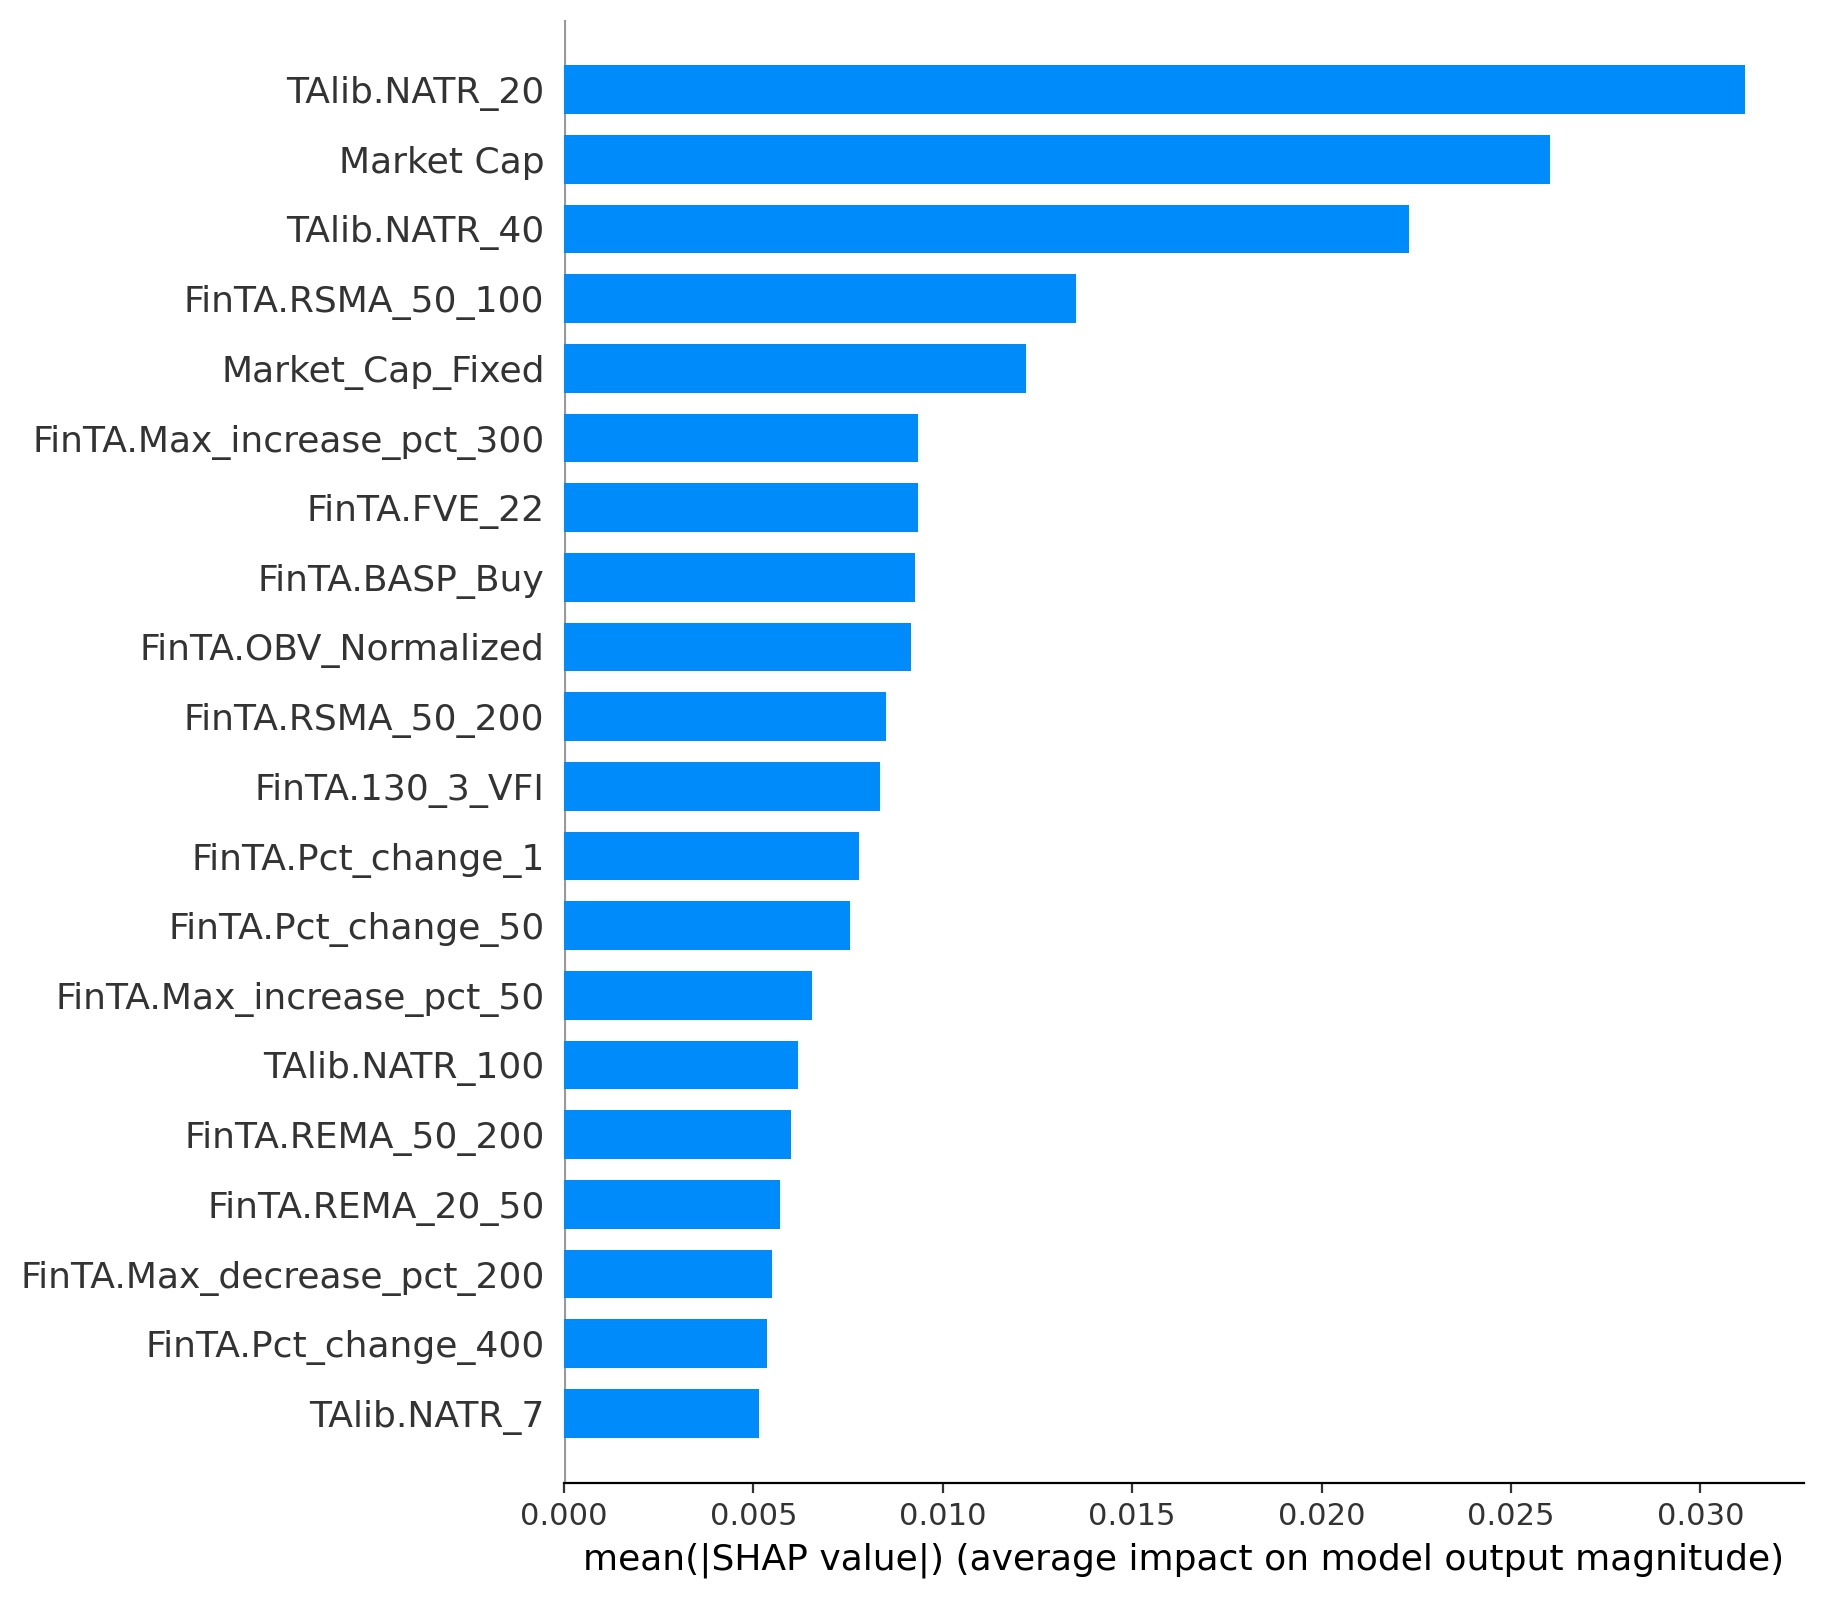 TAlib.NATR_20
Market Cap
TAlib.NATR_40
FinTA.RSMA_50_100
Market_Cap_Fixed
FinTA.Max_increase_pct_300
FinTA.FVE_22
FinTA.BASP_Buy
FinTA.OBV_Normalized
FinTA.RSMA_50_200
FinTA.130_3_VFI
FinTA.Pct_change_1
FinTA.Pct_change_50
FinTA.Max_increase_pct_50
TAlib.NATR_100
FinTA.REMA_50_200
FinTA.REMA_20_50
FinTA.Max_decrease_pct_200
FinTA.Pct_change_400
TAlib.NATR_7
0.000 0.005 0.010 0.015 0.020 0.025 0.030
mean(|SHAP value|) (average impact on model output magnitude)